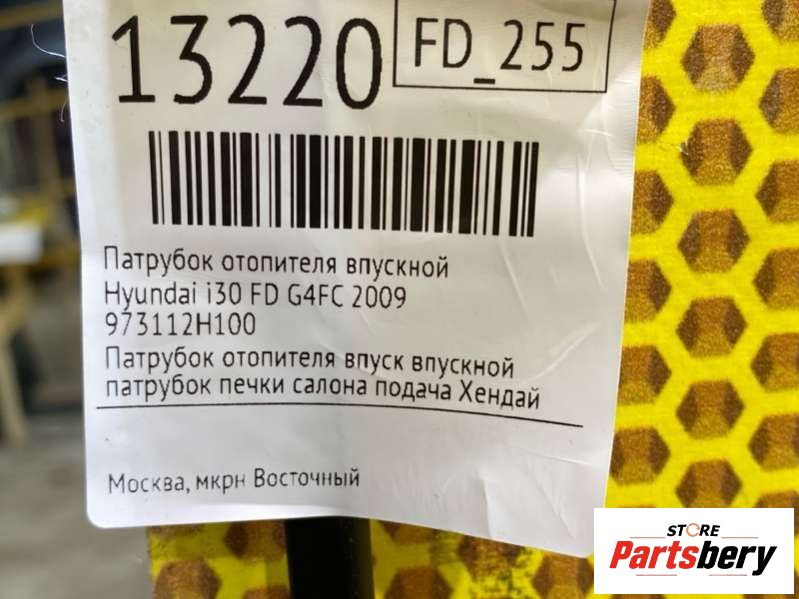 13220
FD_255
Патрубок отопителя впускной
Hyundai i30 FD G4FC 2009
973112H100
Патрубок отопителя впуск впускной
патрубок печки салона подача Хендай
Москва, мкрн Восточный
STORE
Partsbery